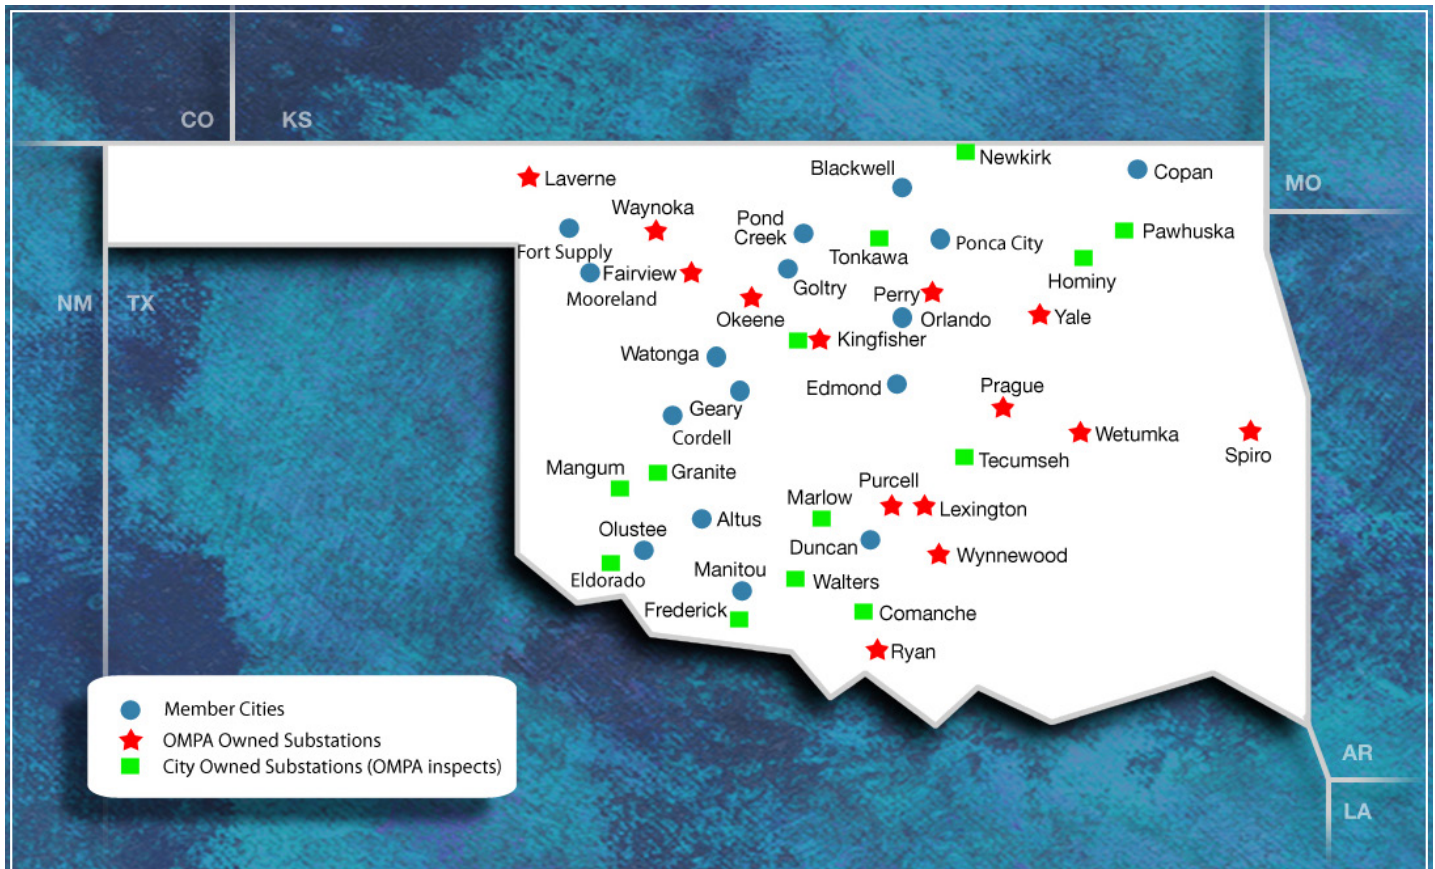 CO
KS
MO
NM
TX
AR
LA
Newkirk
Blackwell
Copan
Laverne
Waynoka
Pond
Creek
Pawhuska
Ponca City
Fort Supply
Tonkawa
Fairview
Hominy
Mooreland
Goltry
Perry
Okeene
Orlando
Yale
Kingfisher
Watonga
Edmond
Prague
Geary
Cordell
Wetumka
Spiro
Tecumseh
Mangum
Granite
Purcell
Marlow
Lexington
Altus
Olustee
Duncan
Wynnewood
Manitou
Eldorado
Walters
Frederick
Comanche
Ryan
Member Cities
OMPA Owned Substations
City Owned Substations (OMPA inspects)